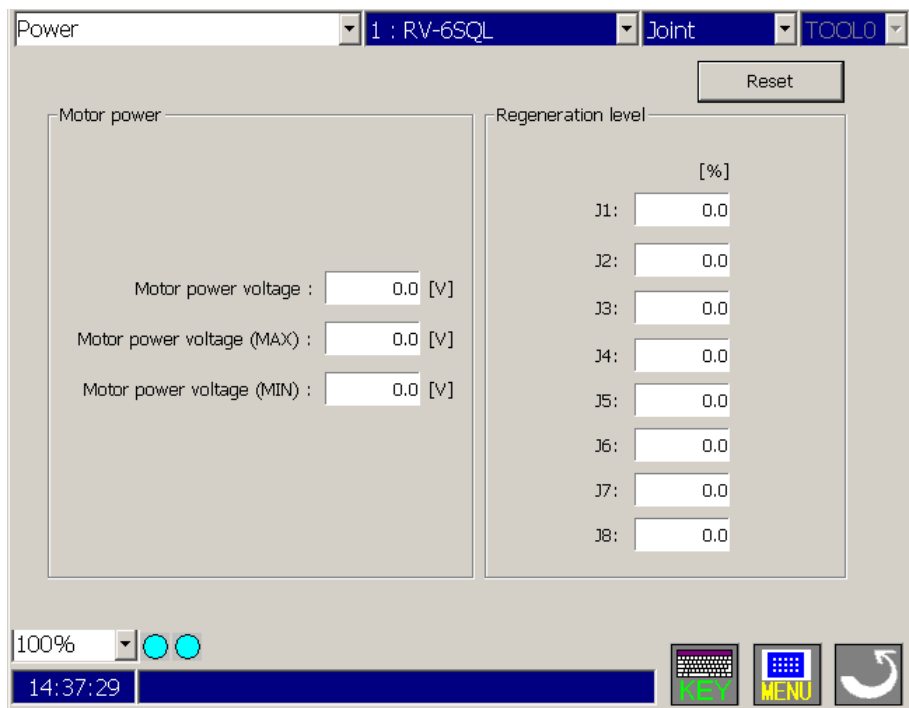 Power 1 : RV-6SQL Joint TOOL0
Reset
Motor power
Motor power voltage : 0.0 [V]
Motor power voltage (MAX) : 0.0 [V]
Motor power voltage (MIN) : 0.0 [V]
Regeneration level
[%]
J1: 0.0
J2: 0.0
J3: 0.0
J4: 0.0
J5: 0.0
J6: 0.0
J7: 0.0
J8: 0.0
100%
14:37:29
KEY MENU